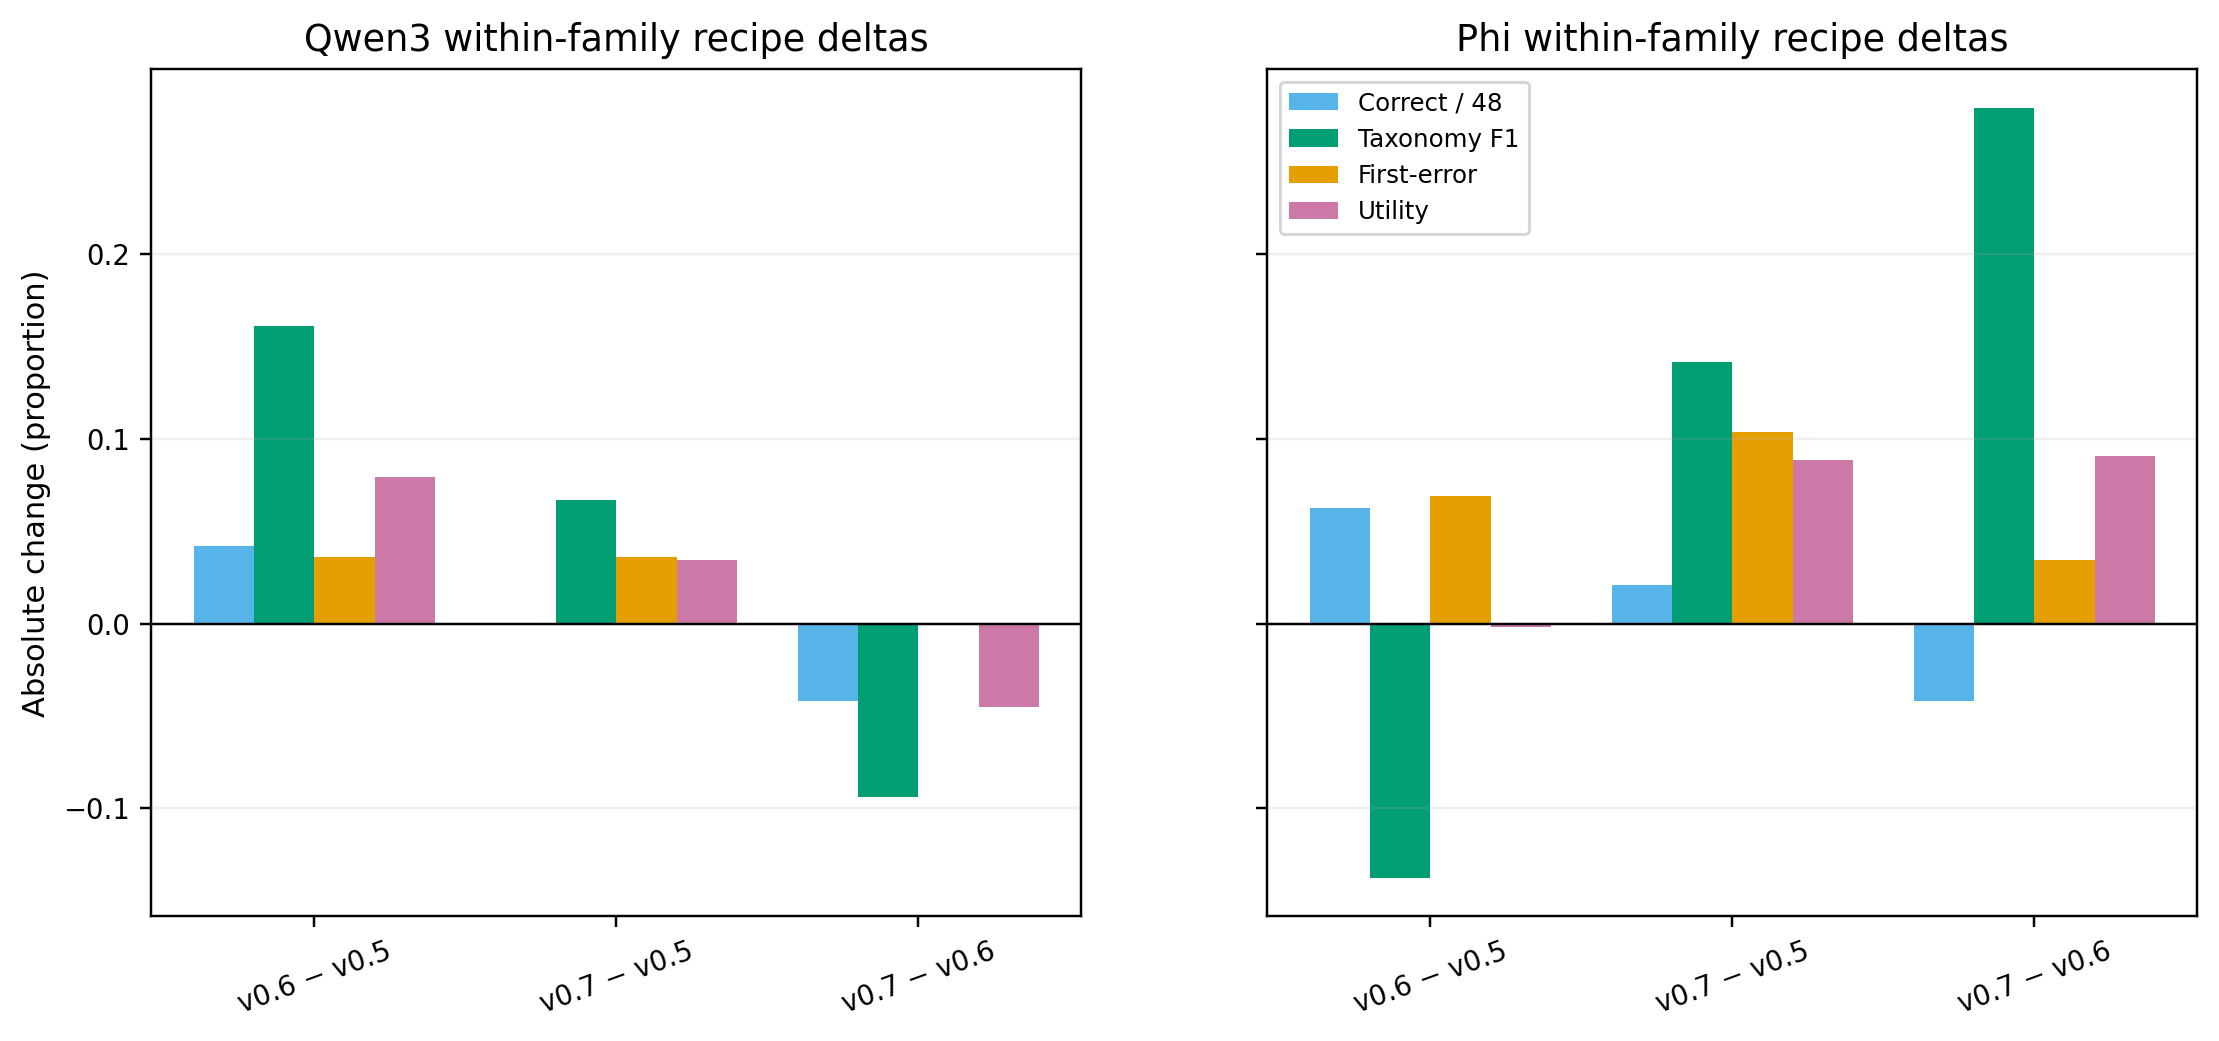 Qwen3 within-family recipe deltas
Absolute change (proportion)
0.2
0.1
0.0
−0.1
v0.6 − v0.5
v0.7 − v0.5
v0.7 − v0.6
Phi within-family recipe deltas
Correct / 48
Taxonomy F1
First-error
Utility
v0.6 − v0.5
v0.7 − v0.5
v0.7 − v0.6